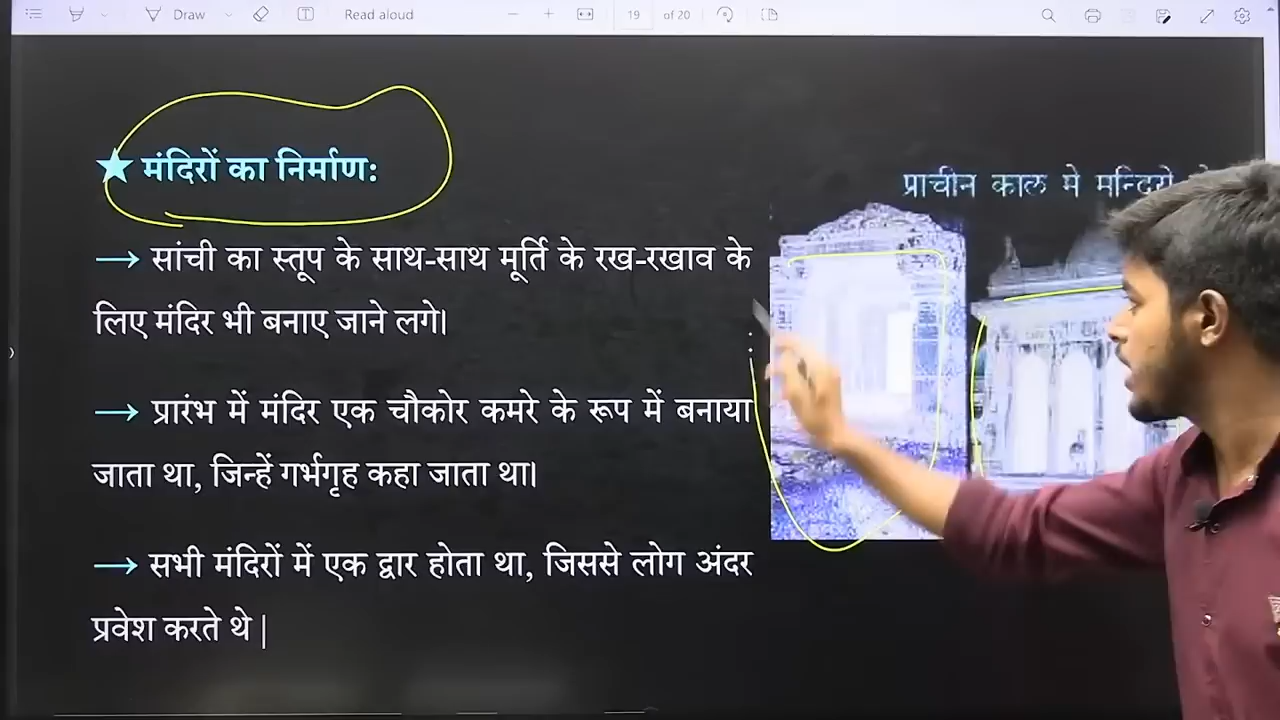 Draw
Read aloud
19 of 20
★ मंदिरों का निर्माण:
प्राचीन काल मे मन्दिरो
→ सांची का स्तूप के साथ-साथ मूर्ति के रख-रखाव के
लिए मंदिर भी बनाए जाने लगे।
→ प्रारंभ में मंदिर एक चौकोर कमरे के रूप में बनाया
जाता था, जिन्हें गर्भगृह कहा जाता था।
→ सभी मंदिरों में एक द्वार होता था, जिससे लोग अंदर
प्रवेश करते थे |